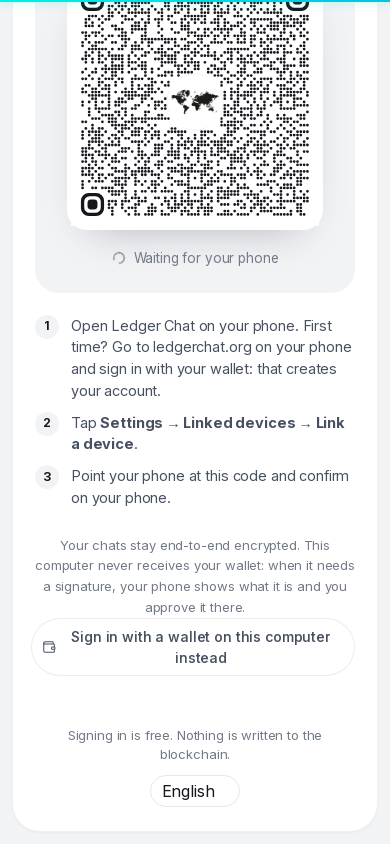 Waiting for your phone
1
Open Ledger Chat on your phone. First
time? Go to ledgerchat.org on your phone
and sign in with your wallet: that creates
your account.
2
Tap Settings → Linked devices → Link
a device.
3
Point your phone at this code and confirm
on your phone.
Your chats stay end-to-end encrypted. This
computer never receives your wallet: when it needs
a signature, your phone shows what it is and you
approve it there.
Sign in with a wallet on this computer
instead
Signing in is free. Nothing is written to the
blockchain.
English